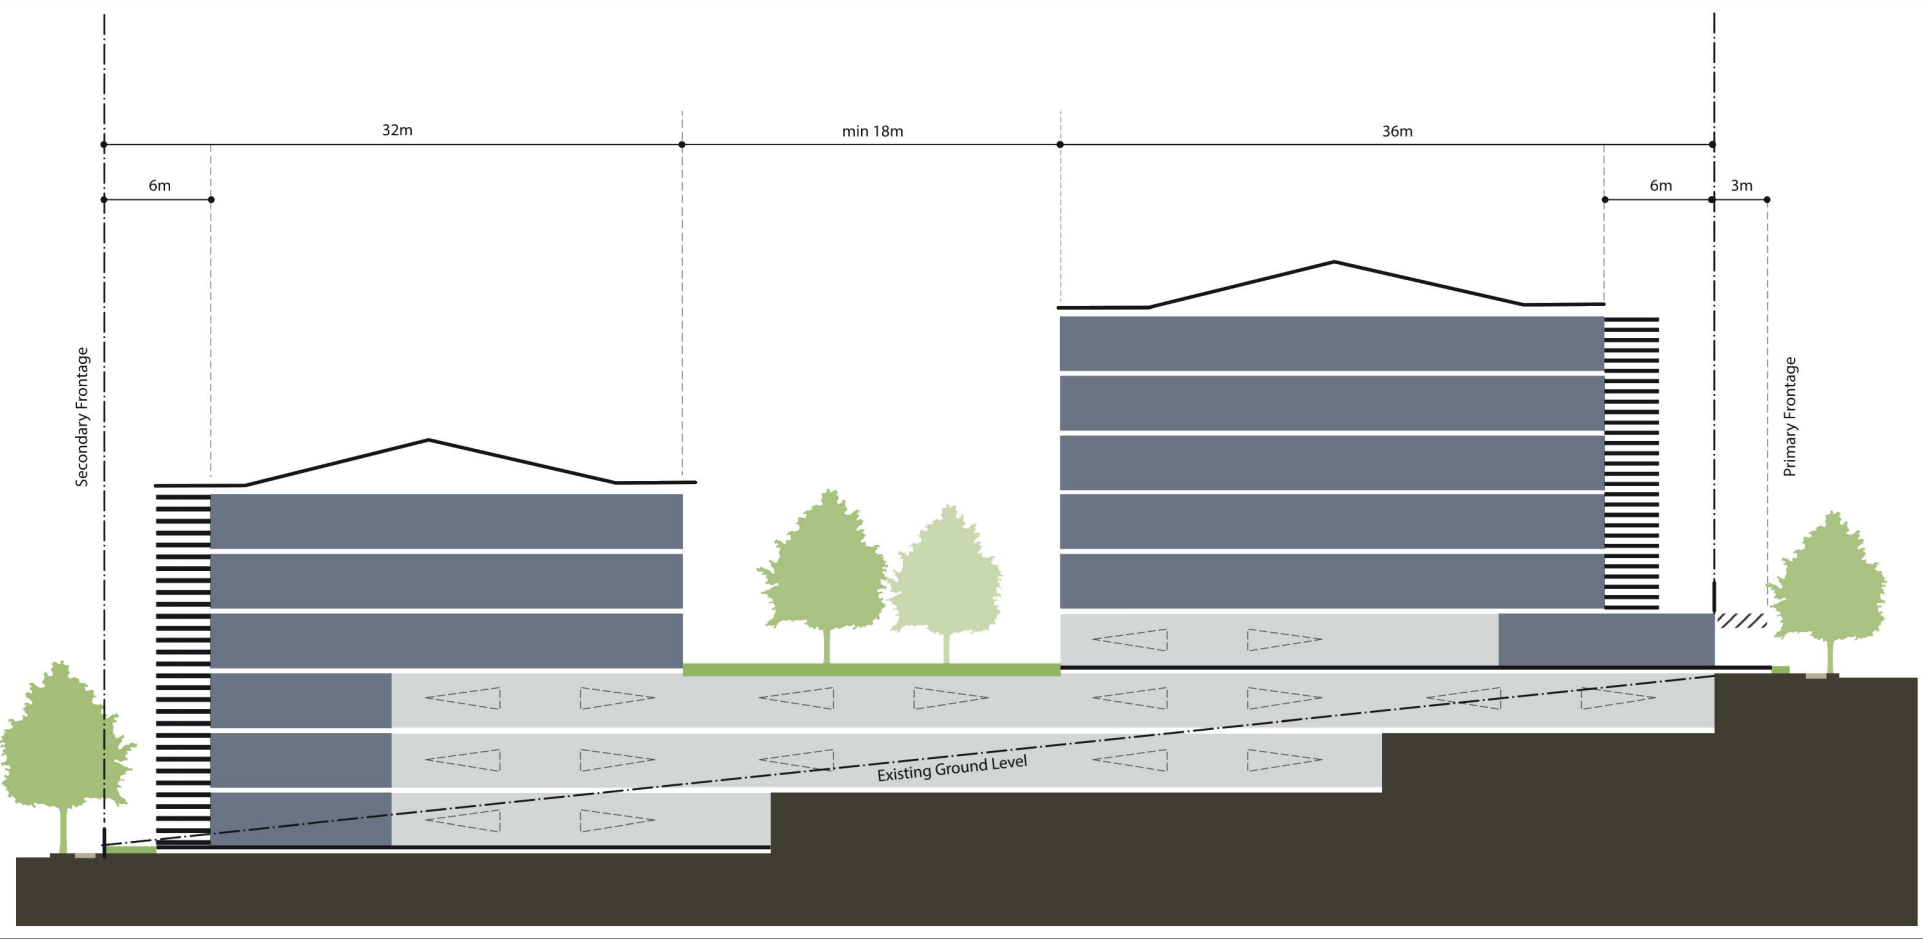 32m
min 18m
36m
6m
6m
3m
Secondary Frontage
Primary Frontage
Existing Ground Level